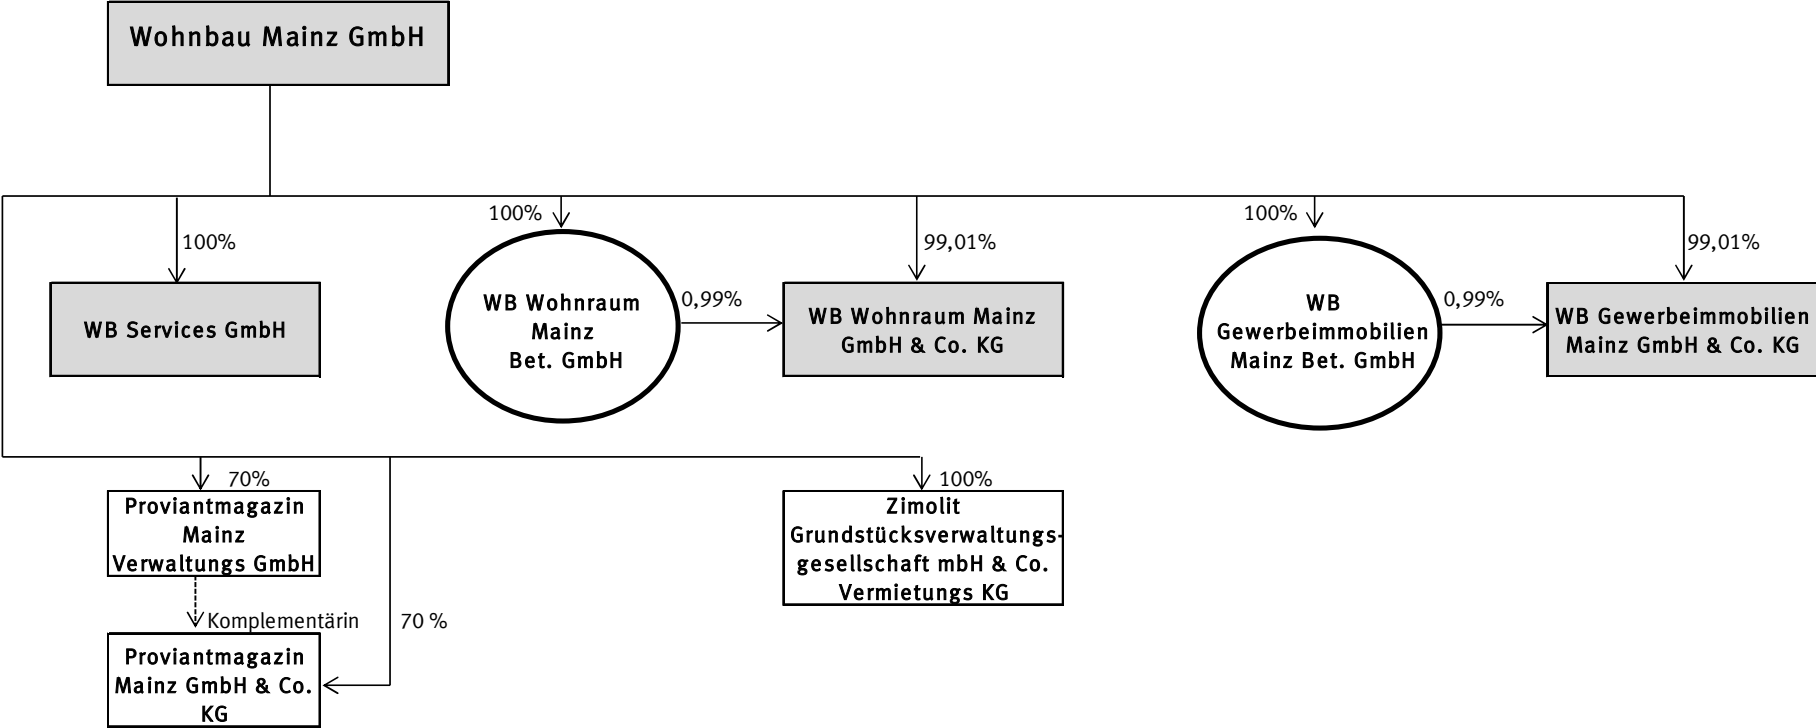 Wohnbau Mainz GmbH
100%
100%
99,01%
100%
99,01%
WB Services GmbH
WB Wohnraum
Mainz
Bet. GmbH
0,99%
WB Wohnraum Mainz
GmbH & Co. KG
WB
Gewerbeimmobilien
Mainz Bet. GmbH
0,99%
WB Gewerbeimmobilien
Mainz GmbH & Co. KG
70%
Proviantmagazin
Mainz
Verwaltungs GmbH
100%
Zimolit
Grundstücksverwaltungs-
gesellschaft mbH & Co.
Vermietungs KG
Komplementärin
70 %
Proviantmagazin
Mainz GmbH & Co.
KG